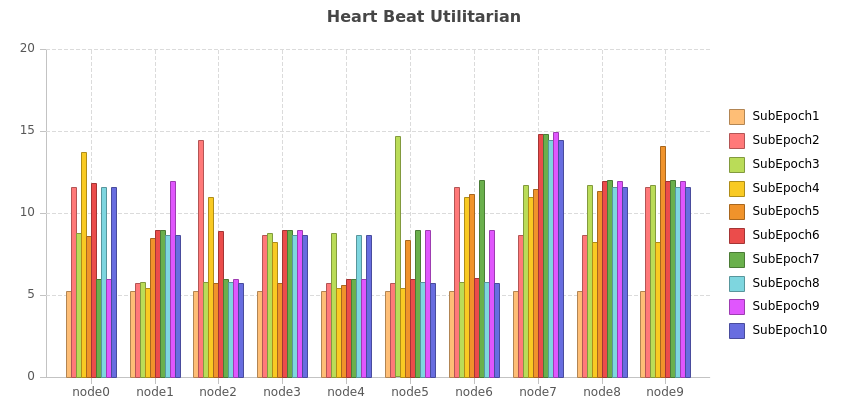 Heart Beat Utilitarian
20
15
10
5
0
node0 node1 node2 node3 node4 node5 node6 node7 node8 node9
SubEpoch1
SubEpoch2
SubEpoch3
SubEpoch4
SubEpoch5
SubEpoch6
SubEpoch7
SubEpoch8
SubEpoch9
SubEpoch10